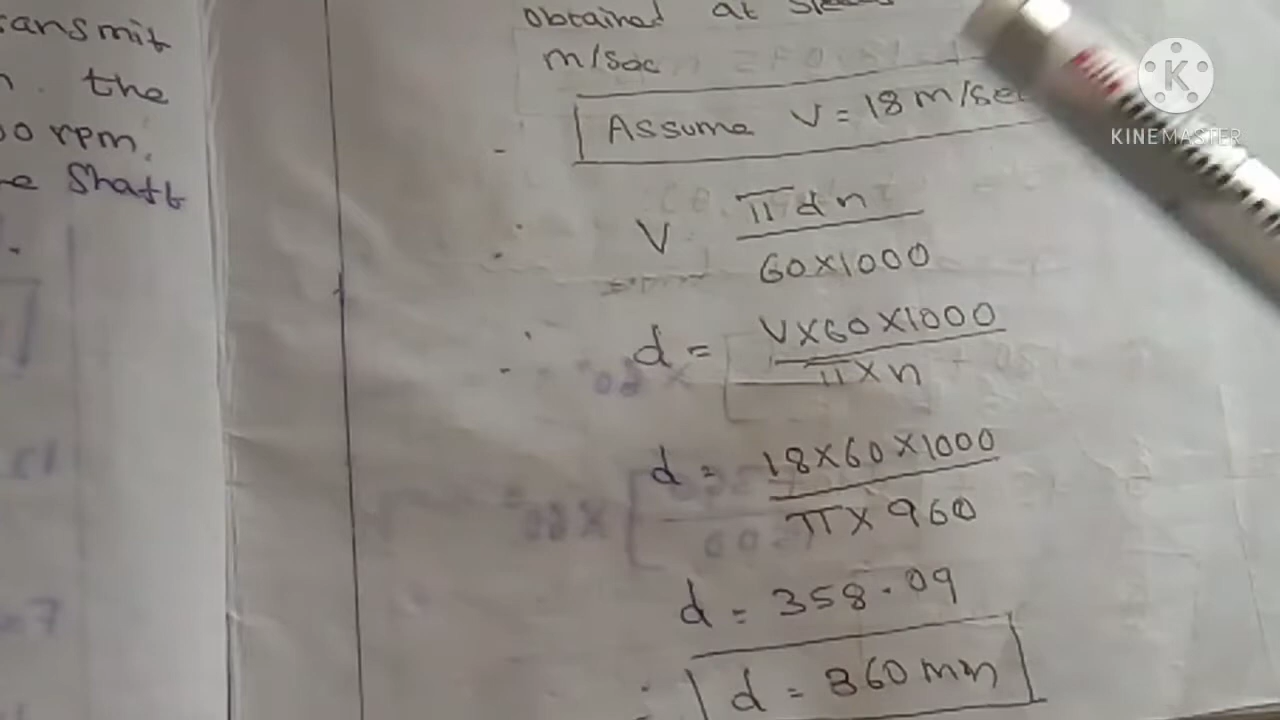 ansmit
the
00 rpm.
Shaft
obtained at
m/sec
Assume V = 18 m/sec
V πdn
60×1000
∴ d = V×60×1000
π×n
d = 18×60×1000
π×960
d = 358.09
∴ d = 360 mm
K
KINEMASTER